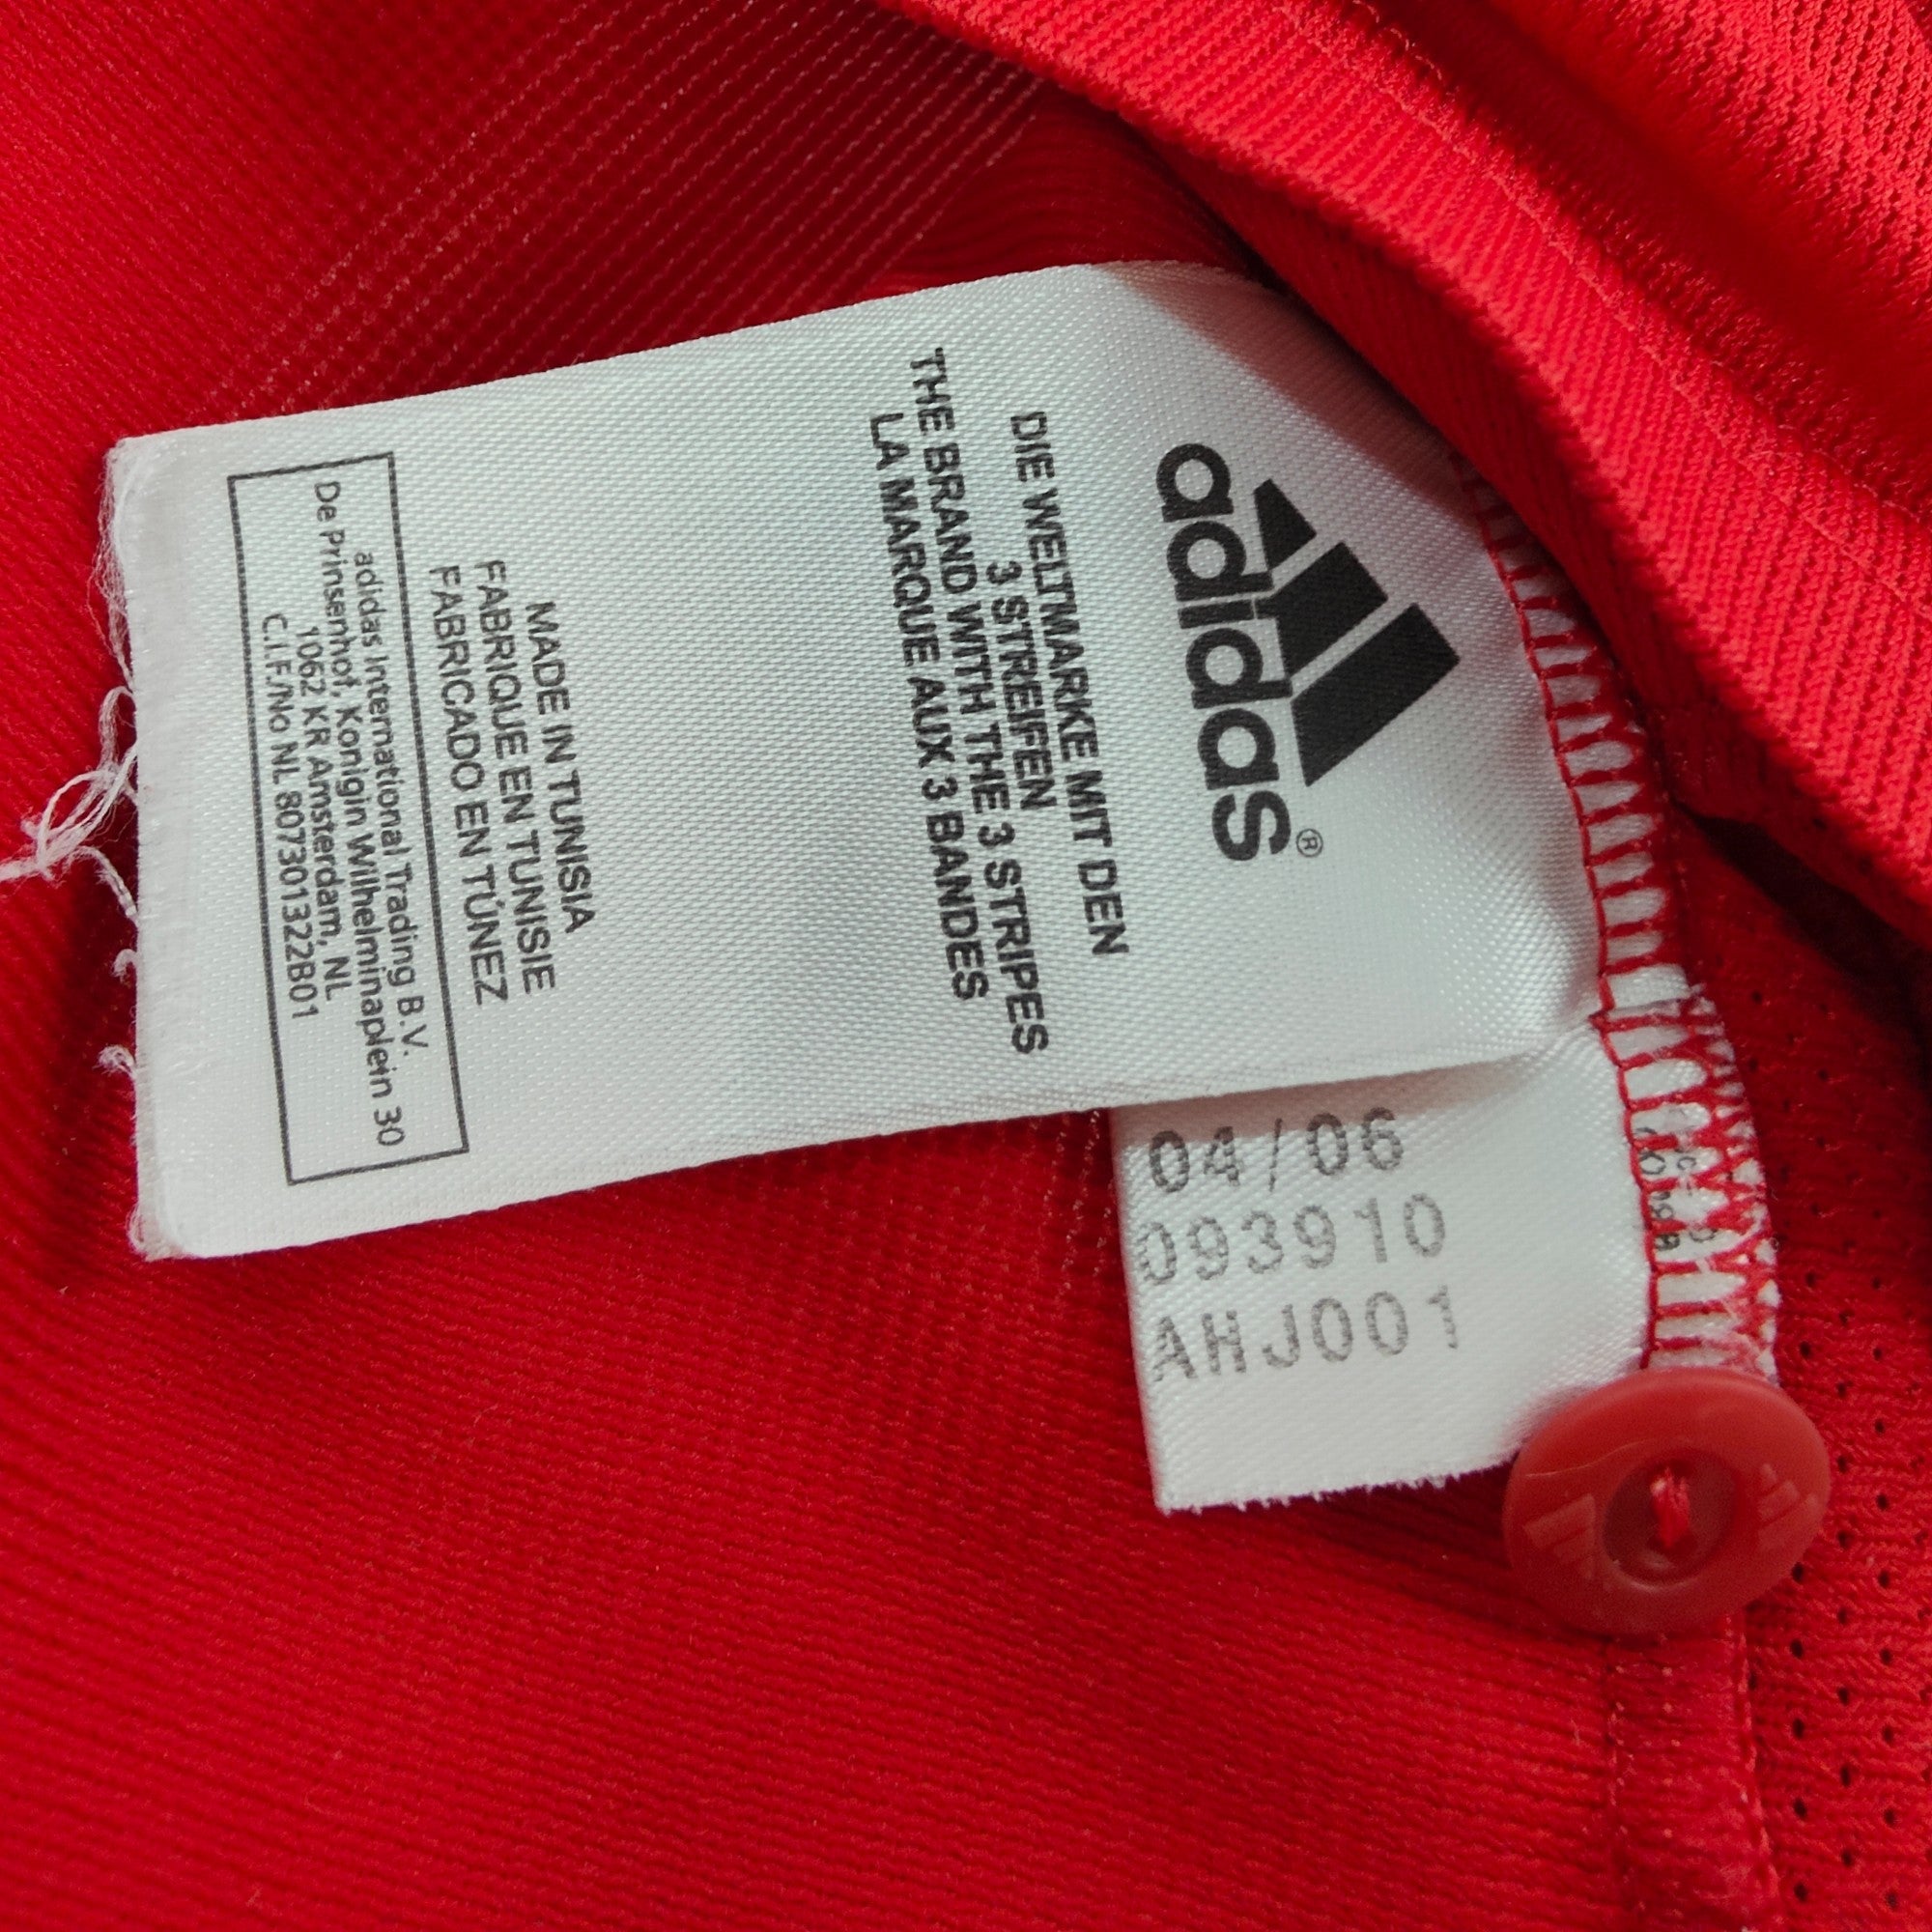 adidas®
DIE WELTMARKE MIT DEN
3 STREIFEN
THE BRAND WITH THE 3 STRIPES
LA MARQUE AUX 3 BANDES
MADE IN TUNISIA
FABRIQUE EN TUNISIE
FABRICADO EN TÚNEZ
adidas International Trading B.V.
De Prinsenhof, Konigin Wilhelminaplein 30
1062 KR Amsterdam, NL
C.I.F./No NL 807301322B01
04/06
093910
AHJ001